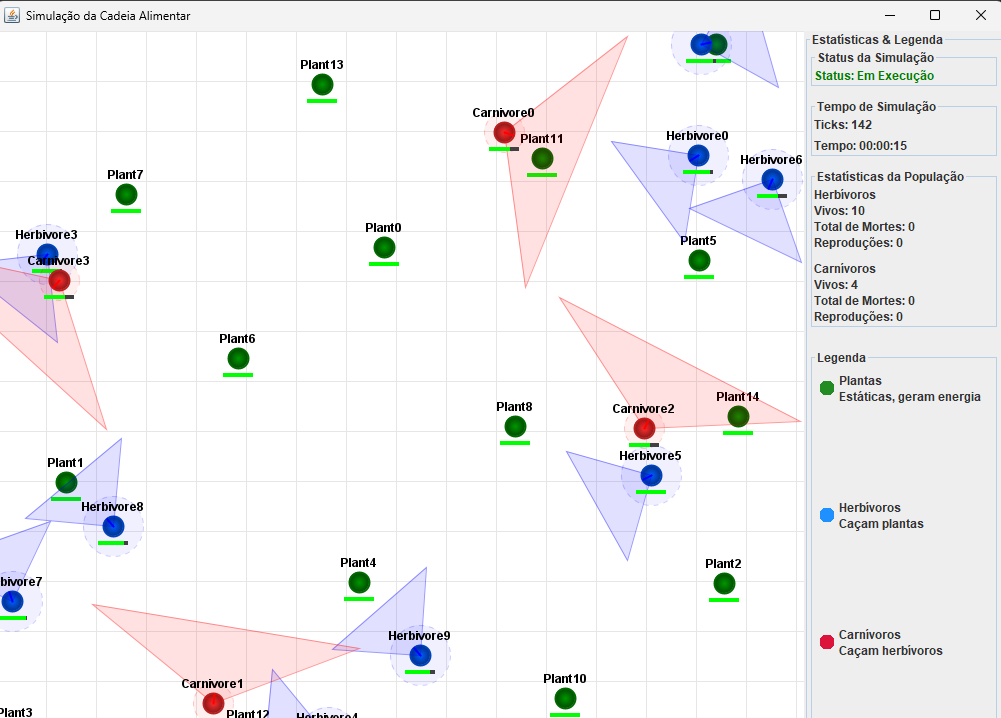 Simulação da Cadeia Alimentar
Plant13
Carnivore0
Plant11
Herbivore0
Herbivore6
Plant7
Plant0
Herbivore3
Carnivore3
Plant5
Plant6
Plant8
Carnivore2
Plant14
Herbivore5
Plant1
Herbivore8
bivore7
Plant4
Plant2
Herbivore9
Carnivore1
Plant10
Plant12
Herbivore4
Plant3
Estatísticas & Legenda
Status da Simulação
Status: Em Execução
Tempo de Simulação
Ticks: 142
Tempo: 00:00:15
Estatísticas da População
Herbívoros
Vivos: 10
Total de Mortes: 0
Reproduções: 0
Carnívoros
Vivos: 4
Total de Mortes: 0
Reproduções: 0
Legenda
Plantas
Estáticas, geram energia
Herbívoros
Caçam plantas
Carnívoros
Caçam herbívoros